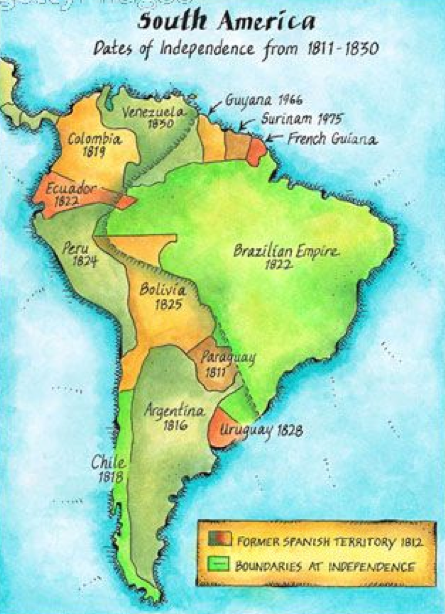 South America
Dates of Independence from 1811-1830
Venezuela
1830
Guyana 1966
Surinam 1975
French Guiana
Colombia
1819
Ecuador
1822
Peru
1824
Brazilian Empire
1822
Bolivia
1825
Paraguay
1811
Argentina
1816
Uruguay 1828
Chile
1818
FORMER SPANISH TERRITORY 1812
BOUNDARIES AT INDEPENDENCE